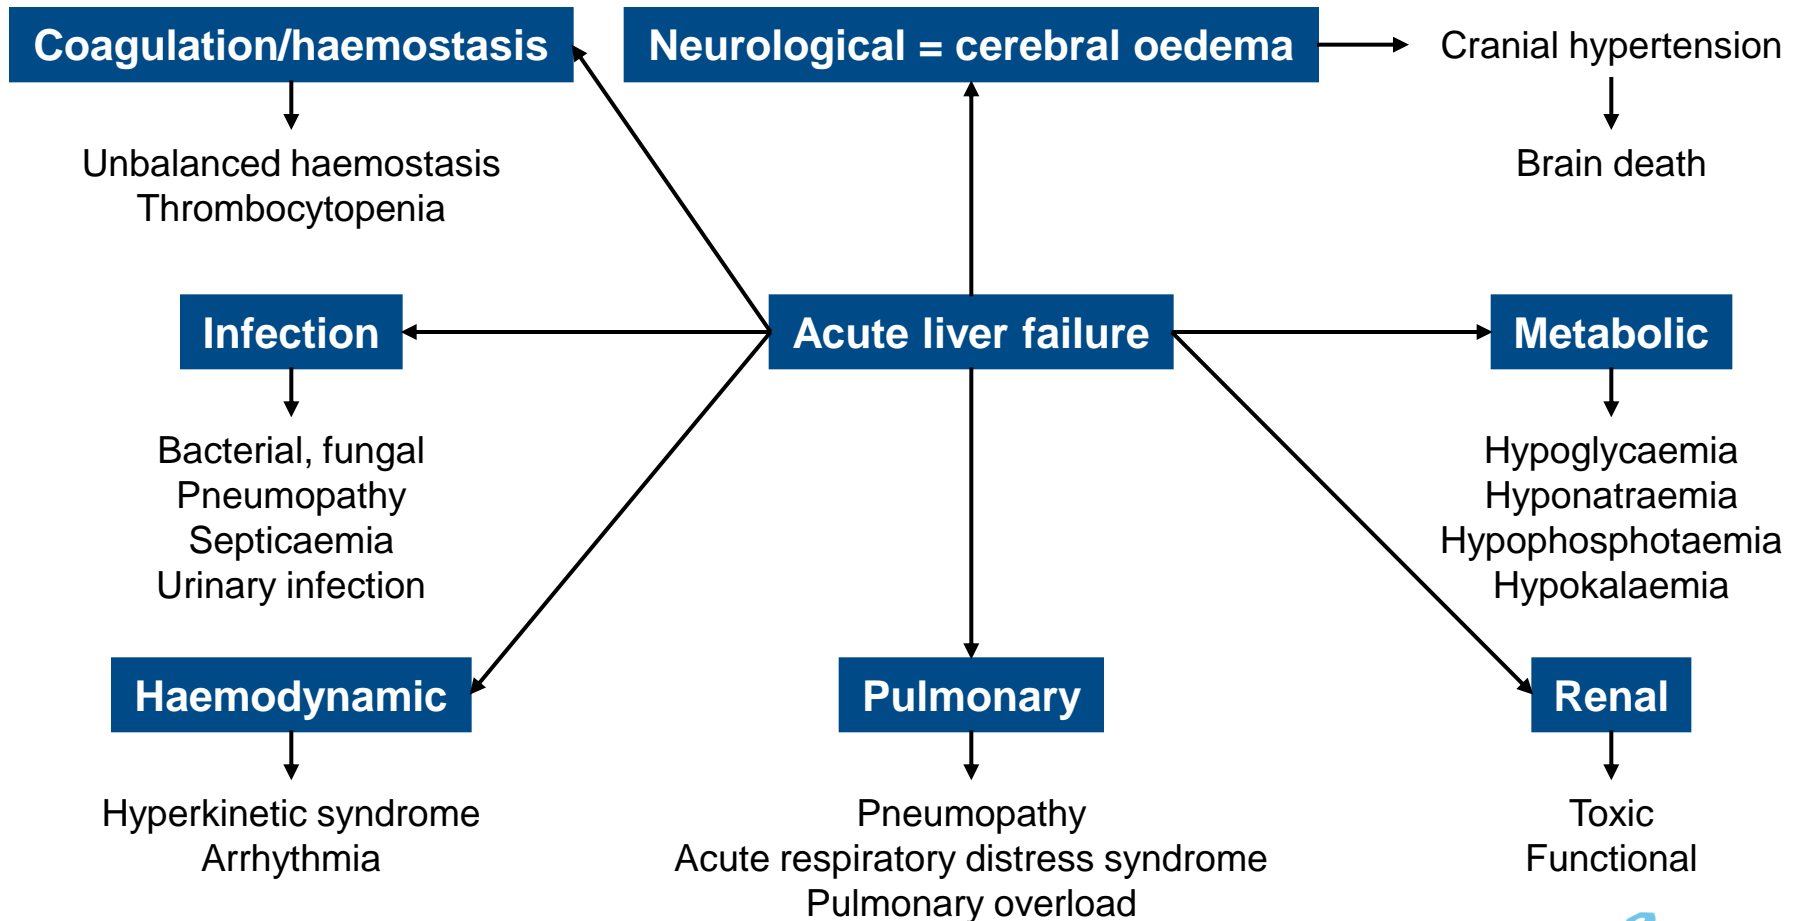 Coagulation/haemostasis
Neurological = cerebral oedema
Cranial hypertension
Unbalanced haemostasis
Thrombocytopenia
Brain death
Infection
Acute liver failure
Metabolic
Bacterial, fungal
Pneumopathy
Septicaemia
Urinary infection
Hypoglycaemia
Hyponatraemia
Hypophosphotaemia
Hypokalaemia
Haemodynamic
Pulmonary
Renal
Hyperkinetic syndrome
Arrhythmia
Pneumopathy
Acute respiratory distress syndrome
Pulmonary overload
Toxic
Functional